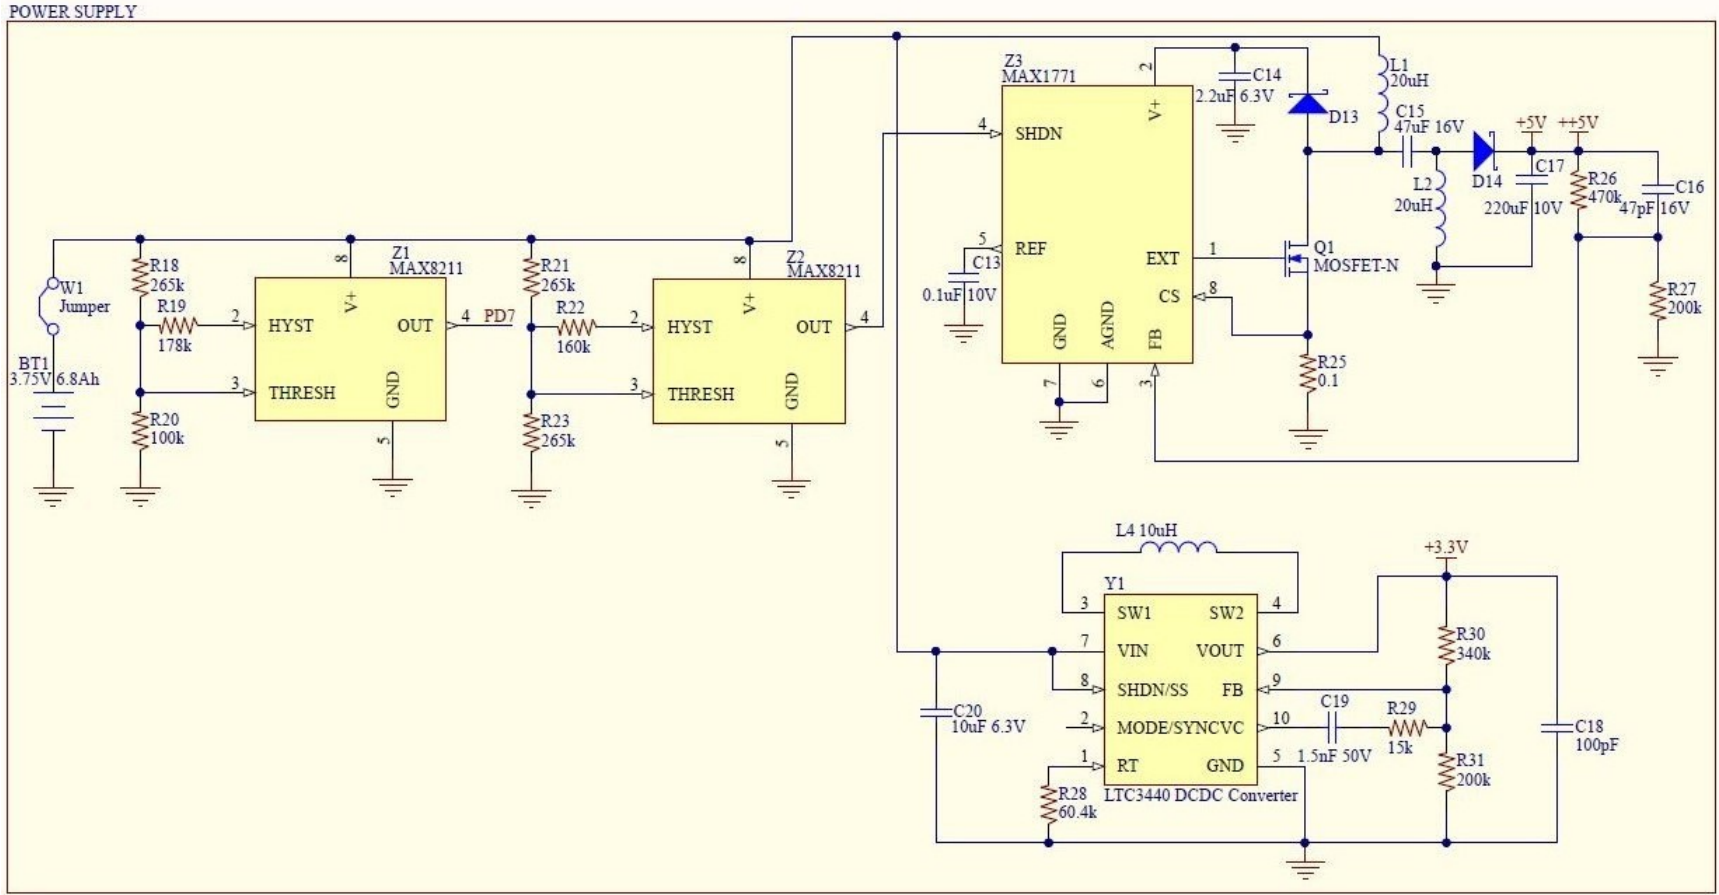 POWER SUPPLY
W1
Jumper
BT1
3.75V 6.8Ah
R18
265k
R19
178k
R20
100k
Z1
MAX8211
8
V+
2
HYST
OUT
4
PD7
3
THRESH
GND
5
R21
265k
R22
160k
R23
265k
Z2
MAX8211
8
V+
2
HYST
OUT
4
3
THRESH
GND
5
Z3
MAX1771
2
V+
4
SHDN
5
REF
C13
0.1uF 10V
EXT
1
CS
8
GND
AGND
FB
7
6
3
C14
2.2uF 6.3V
D13
L1
20uH
C15
47uF 16V
L2
20uH
D14
+5V
++5V
C17
220uF 10V
R26
470k
C16
47pF 16V
Q1
MOSFET-N
R27
200k
R25
0.1
L4 10uH
Y1
3
SW1
SW2
4
7
VIN
VOUT
6
8
SHDN/SS
FB
9
2
MODE/SYNCVC
10
1
RT
GND
5
LTC3440 DCDC Converter
C20
10uF 6.3V
R28
60.4k
C19
1.5nF 50V
R29
15k
+3.3V
R30
340k
R31
200k
C18
100pF